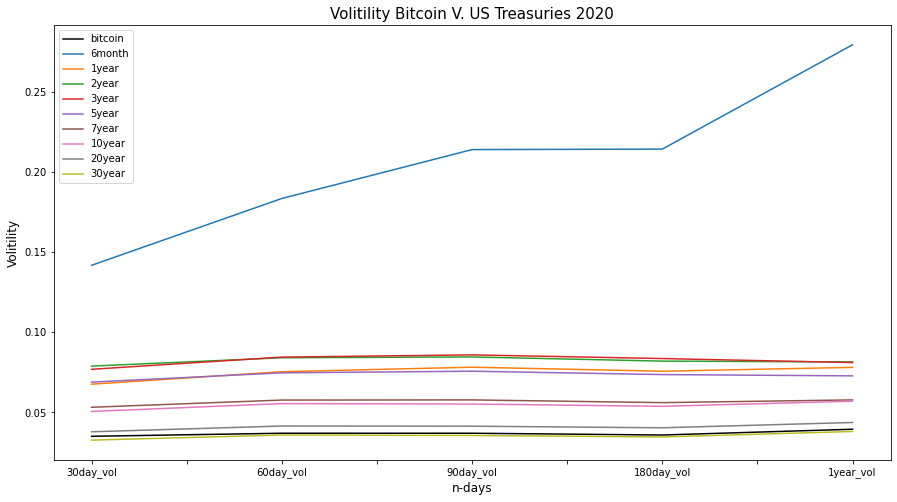 Volitility Bitcoin V. US Treasuries 2020
bitcoin
6month
1year
2year
3year
5year
7year
10year
20year
30year
0.25
0.20
0.15
0.10
0.05
Volitility
30day_vol
60day_vol
90day_vol
180day_vol
1year_vol
n-days